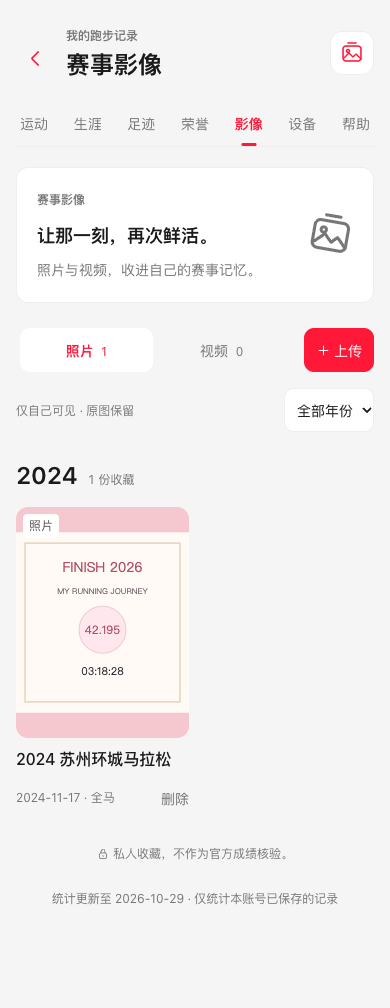 我的跑步记录
赛事影像
运动 生涯 足迹 荣誉 影像 设备 帮助
赛事影像
让那一刻，再次鲜活。
照片与视频，收进自己的赛事记忆。
照片 1 视频 0 + 上传
仅自己可见 · 原图保留 全部年份
2024 1 份收藏
照片
FINISH 2026
MY RUNNING JOURNEY
42.195
03:18:28
2024 苏州环城马拉松
2024-11-17 · 全马 删除
私人收藏，不作为官方成绩核验。
统计更新至 2026-10-29 · 仅统计本账号已保存的记录